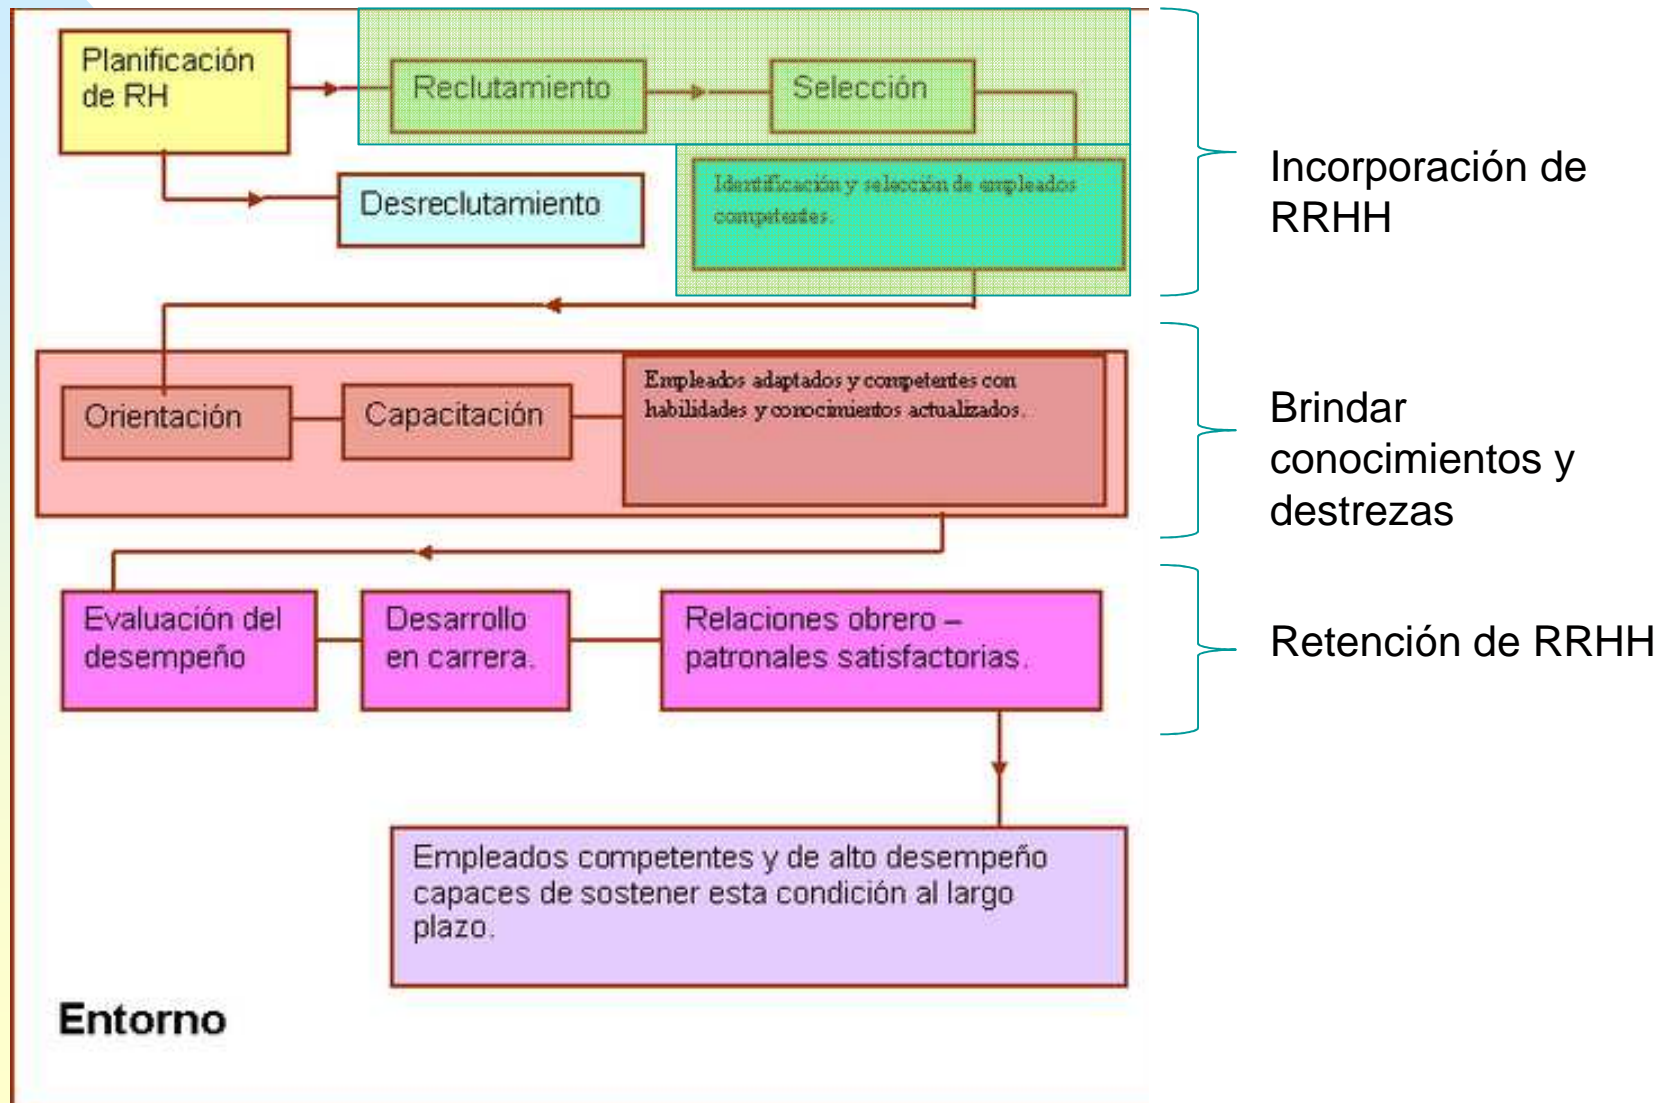 Planificación
de RH
Reclutamiento
Selección
Desreclutamiento
Identificación y selección de empleados
competentes.
Incorporación de
RRHH
Orientación
Capacitación
Empleados adaptados y competentes con
habilidades y conocimientos actualizados.
Brindar
conocimientos y
destrezas
Evaluación del
desempeño
Desarrollo
en carrera.
Relaciones obrero –
patronales satisfactorias.
Retención de RRHH
Empleados competentes y de alto desempeño
capaces de sostener esta condición al largo
plazo.
Entorno